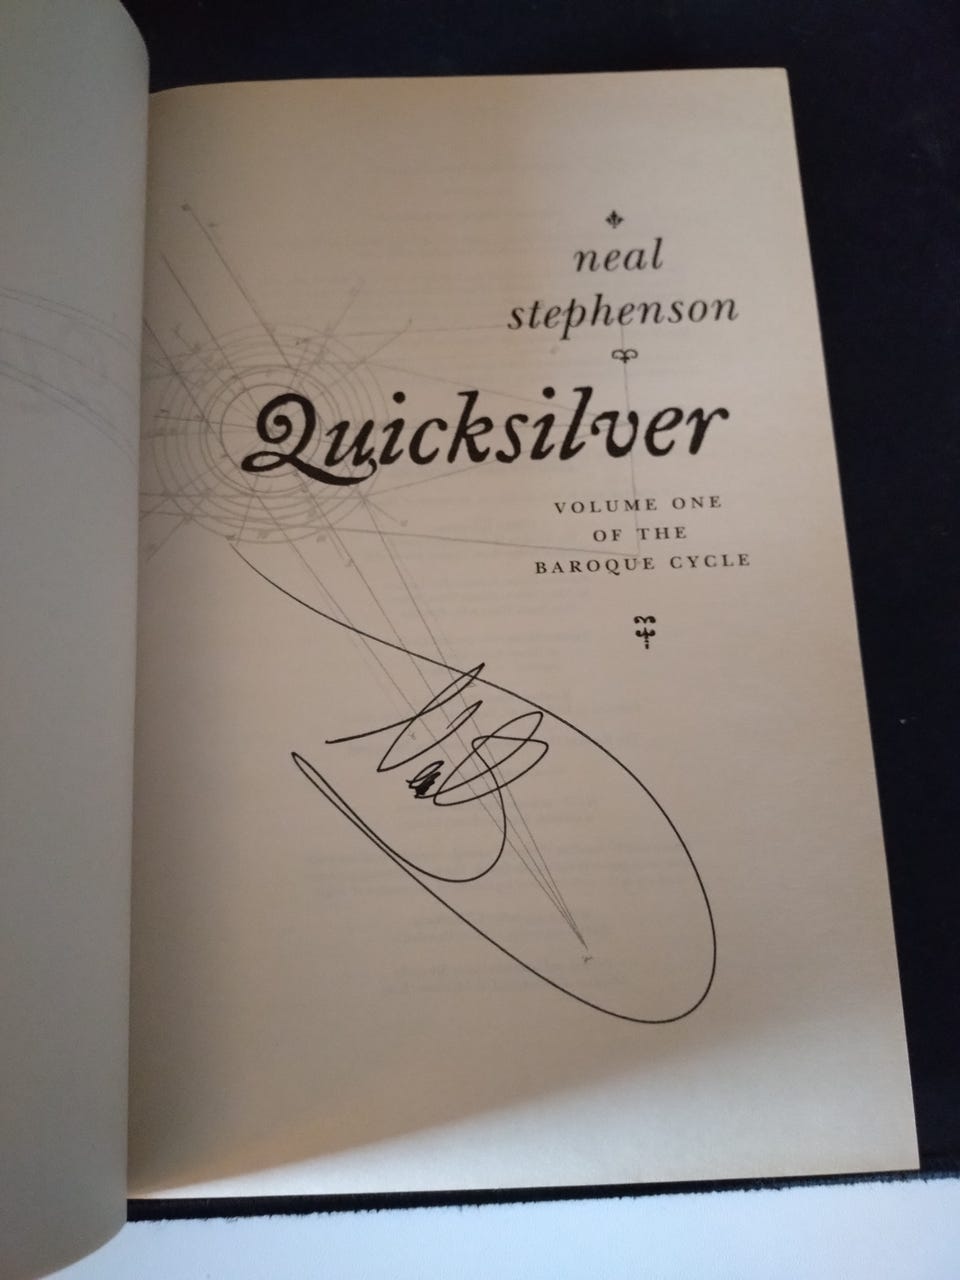 neal
stephenson
Quicksilver
VOLUME ONE
OF THE
BAROQUE CYCLE